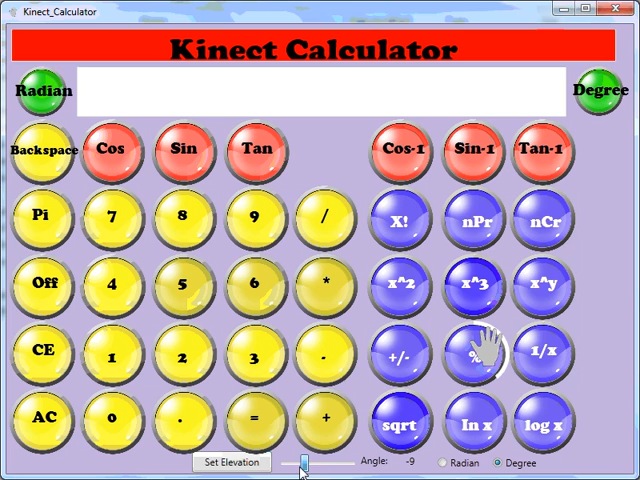 Kinect_Calculator
Kinect Calculator
Radian Degree
Backspace Cos Sin Tan Cos-1 Sin-1 Tan-1
Pi 7 8 9 / X! nPr nCr
Off 4 5 6 * x^2 x^3 x^y
CE 1 2 3 - +/- % 1/x
AC 0 . = + sqrt In x log x
Set Elevation Angle: -9 Radian Degree